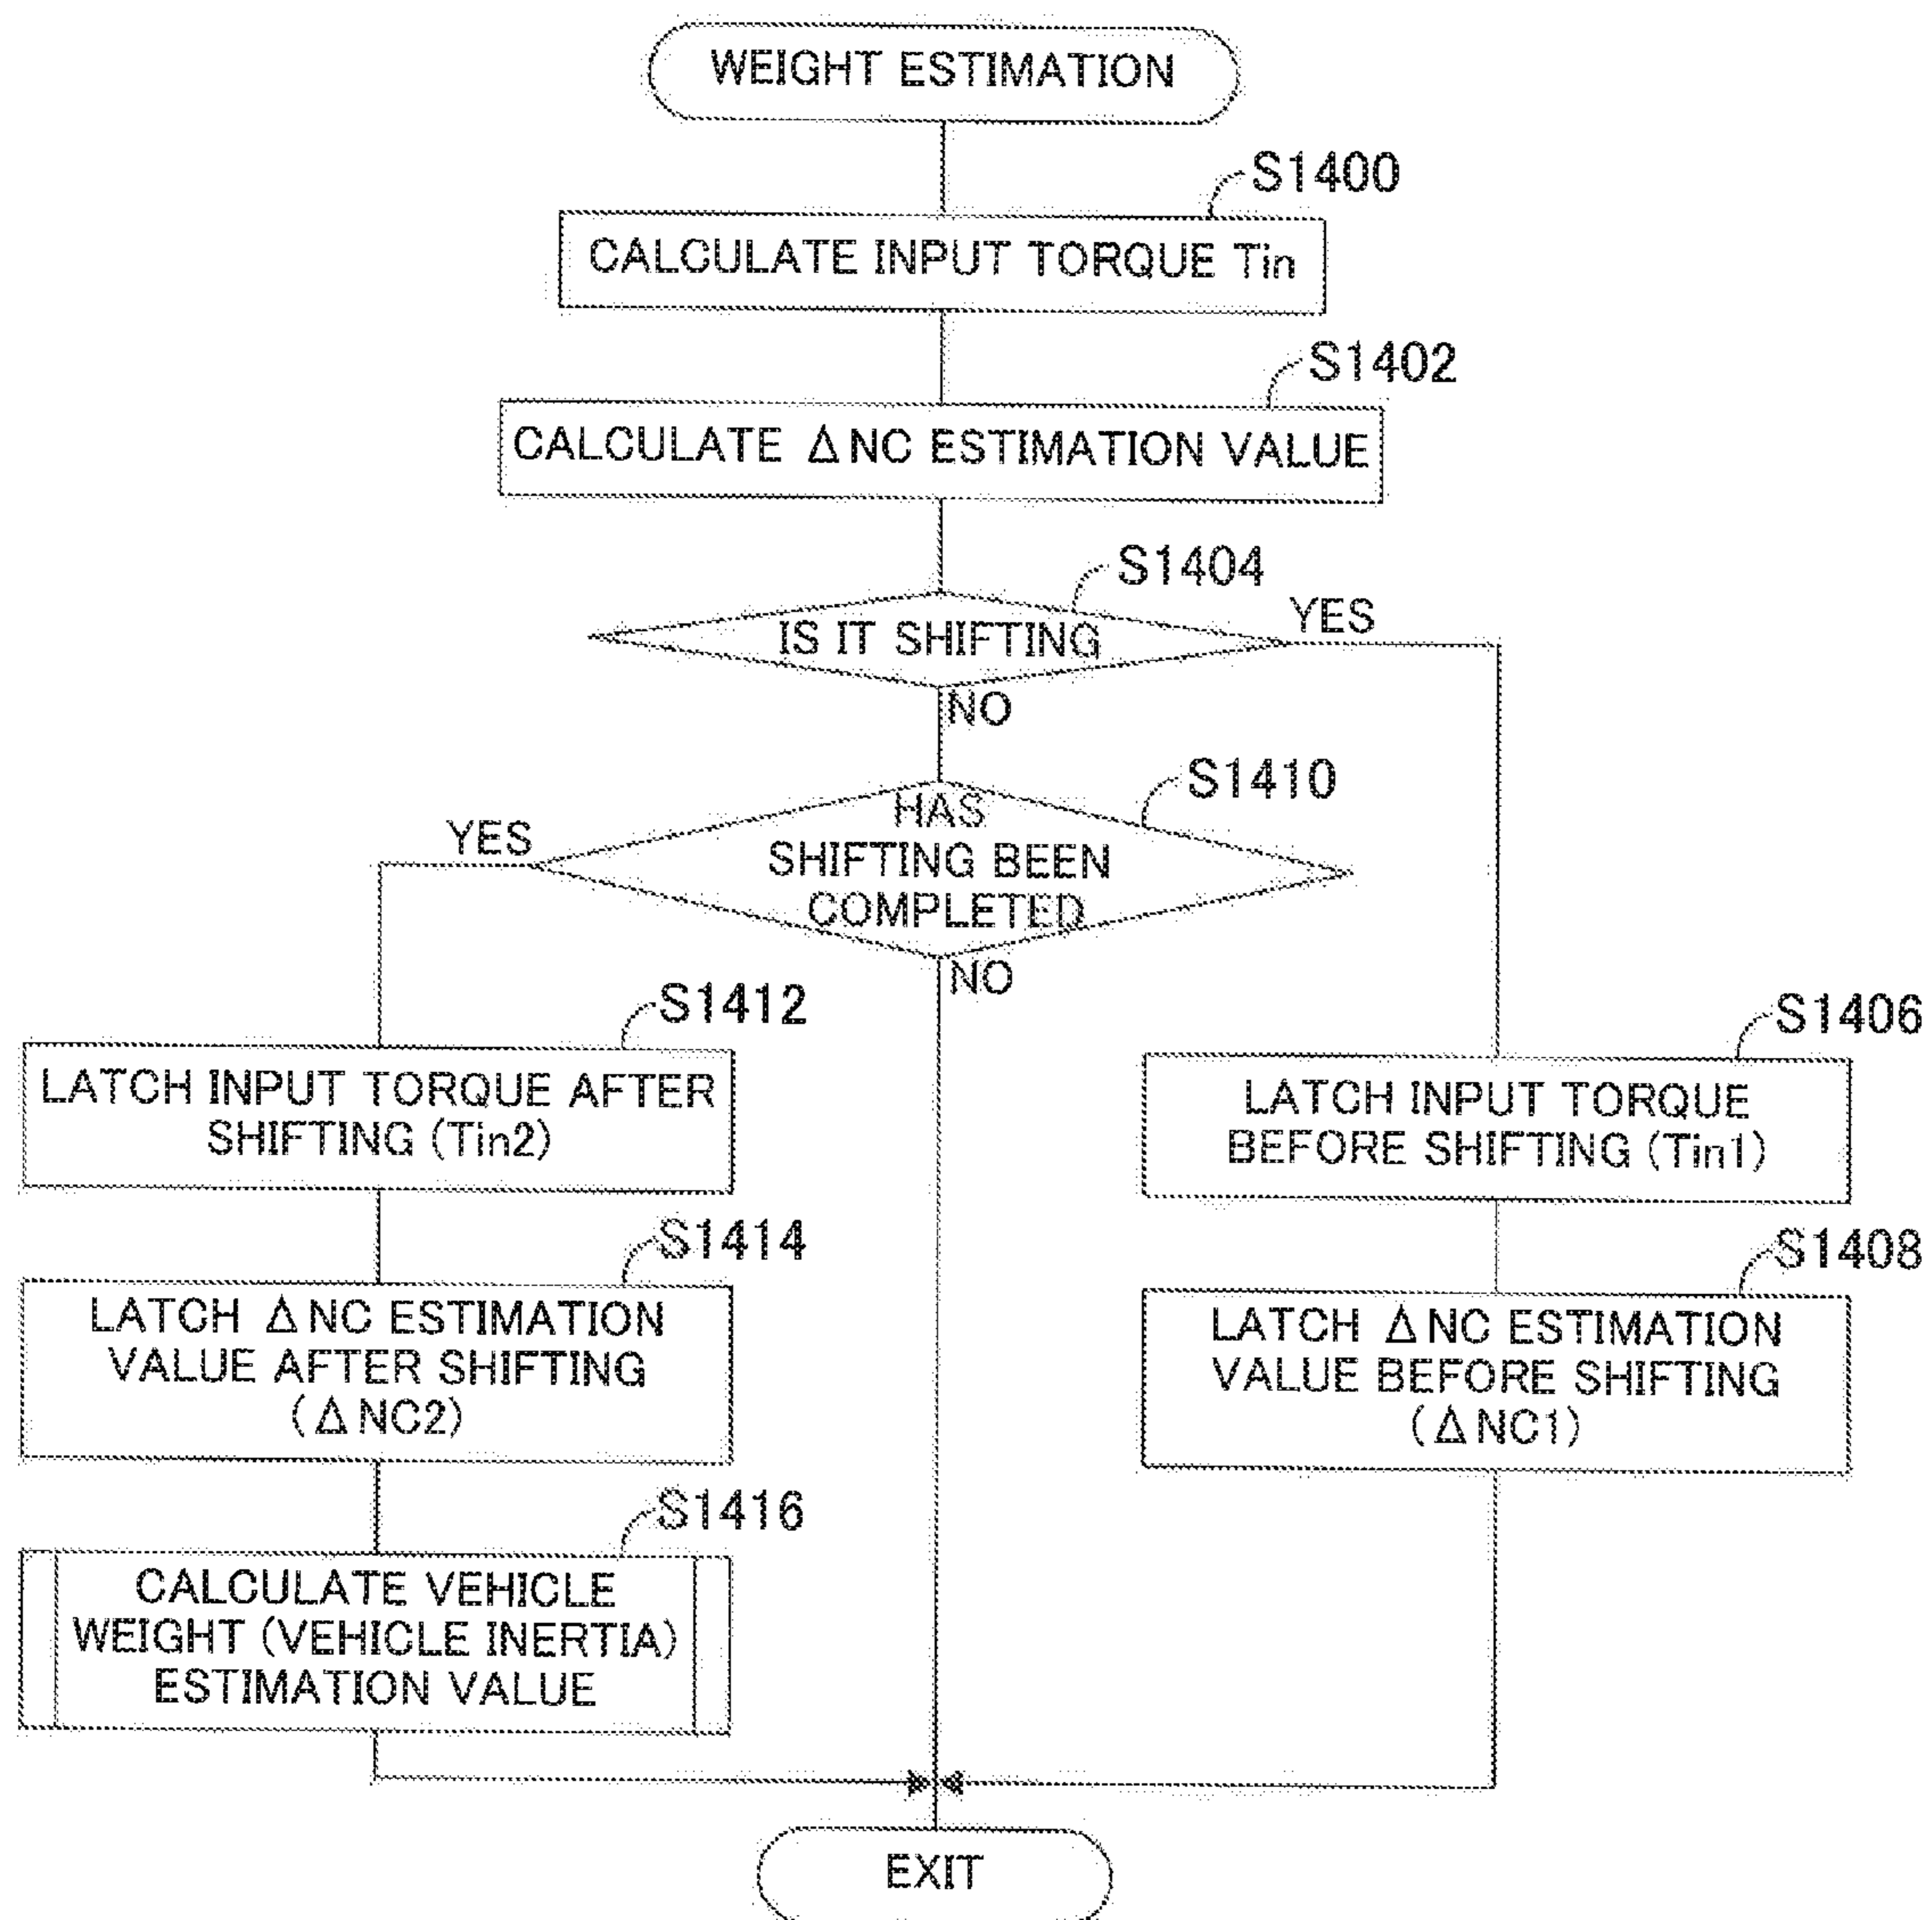 WEIGHT ESTIMATION
S1400
CALCULATE INPUT TORQUE Tin
S1402
CALCULATE ΔNC ESTIMATION VALUE
S1404
IS IT SHIFTING
YES
NO
S1410
HAS
SHIFTING BEEN
COMPLETED
YES
NO
S1412
LATCH INPUT TORQUE AFTER
SHIFTING (Tin2)
S1406
LATCH INPUT TORQUE
BEFORE SHIFTING (Tin1)
S1414
LATCH ΔNC ESTIMATION
VALUE AFTER SHIFTING
(ΔNC2)
S1408
LATCH ΔNC ESTIMATION
VALUE BEFORE SHIFTING
(ΔNC1)
S1416
CALCULATE VEHICLE
WEIGHT (VEHICLE INERTIA)
ESTIMATION VALUE
EXIT